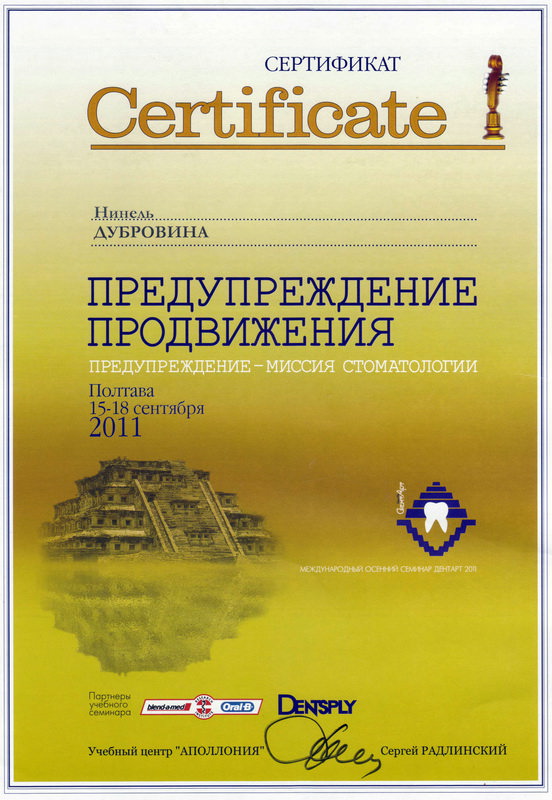 СЕРТИФИКАТ
Certificate
Нинель
ДУБРОВИНА
ПРЕДУПРЕЖДЕНИЕ
ПРОДВИЖЕНИЯ
ПРЕДУПРЕЖДЕНИЕ – МИССИЯ СТОМАТОЛОГИИ
Полтава
15-18 сентября
2011
ДентАрт
МЕЖДУНАРОДНЫЙ ОСЕННИЙ СЕМИНАР ДЕНТАРТ 2011
Партнеры
учебного
семинара
blend-a-med Oral-B DENTSPLY
Учебный центр "АПОЛЛОНИЯ" Сергей РАДЛИНСКИЙ